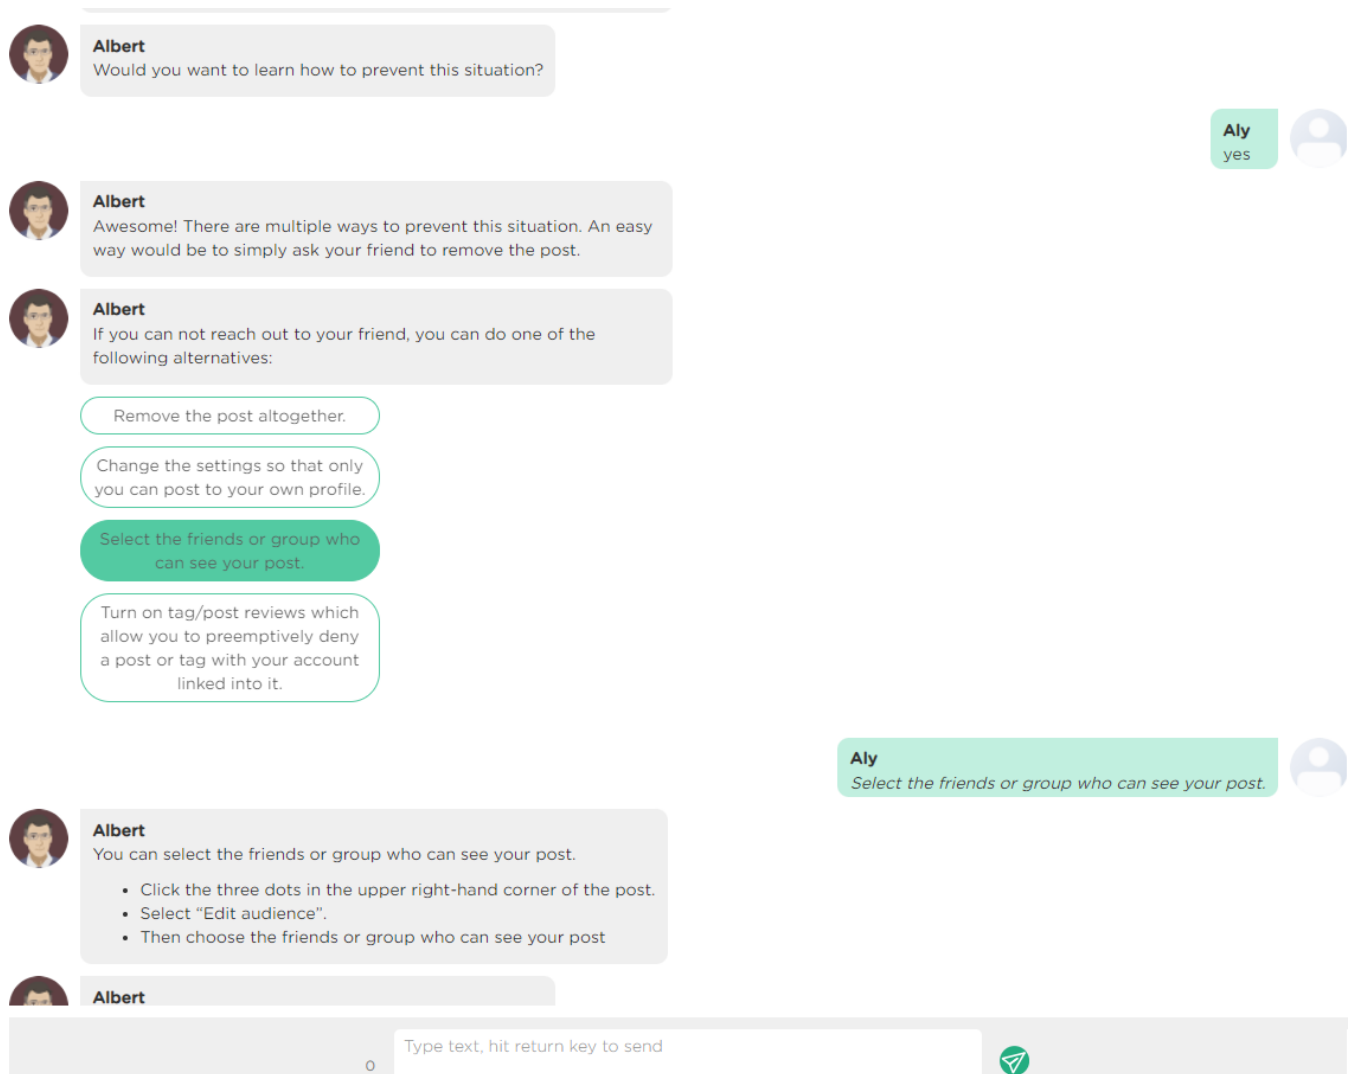 Albert
Would you want to learn how to prevent this situation?
Aly
yes
Albert
Awesome! There are multiple ways to prevent this situation. An easy
way would be to simply ask your friend to remove the post.
Albert
If you can not reach out to your friend, you can do one of the
following alternatives:
Remove the post altogether.
Change the settings so that only
you can post to your own profile.
Select the friends or group who
can see your post.
Turn on tag/post reviews which
allow you to preemptively deny
a post or tag with your account
linked into it.
Aly
Select the friends or group who can see your post.
Albert
You can select the friends or group who can see your post.
• Click the three dots in the upper right-hand corner of the post.
• Select “Edit audience”.
• Then choose the friends or group who can see your post
Albert
Type text, hit return key to send
0